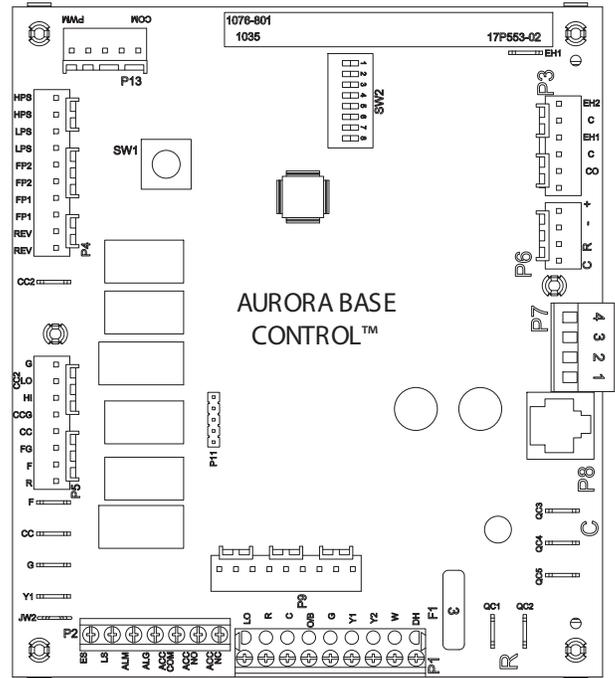 PWM COM
P13
1076-801
1035 17P553-02
EH1
P3
EH2
C
EH1
C
CO
SW2
1
2
3
4
5
6
7
8
SW1
HPS
HPS
LPS
LPS
FP2
FP2
FP1
FP1
REV
REV
P4
CC2
+
-
R
C
P6
AURORA BASE
CONTROL™
P7
4
3
2
1
G
CC2
LO
HI
CCG
CC
FG
F
R
P5
P11
P8
F
CC
G
Y1
JW2
QC3
QC4
QC5
C
P9
F1
3
QC1 QC2
R
LO R C O/B G Y1 Y2 W DH
P1
P2
ES LS ALM ALG ACC COM ACC NO ACC NC